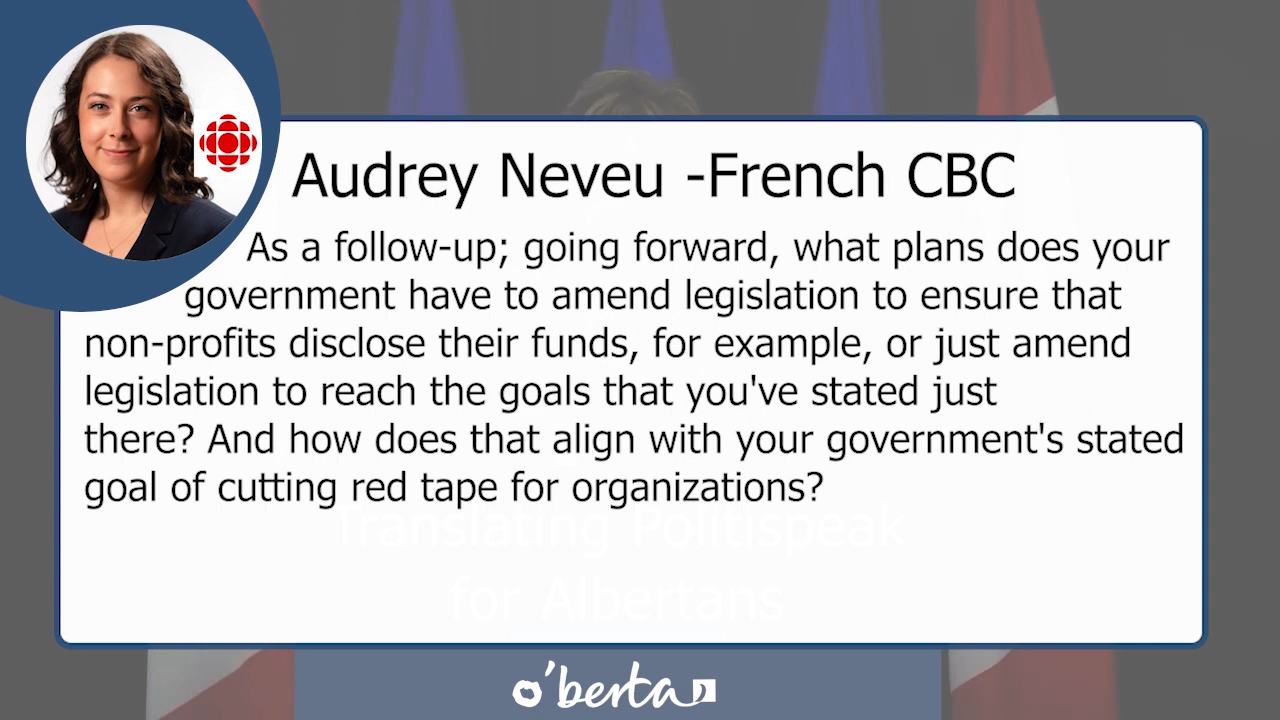 Audrey Neveu -French CBC
As a follow-up; going forward, what plans does your
government have to amend legislation to ensure that
non-profits disclose their funds, for example, or just amend
legislation to reach the goals that you've stated just
there? And how does that align with your government's stated
goal of cutting red tape for organizations?
Translating Politispeak
for Albertans
o'berta